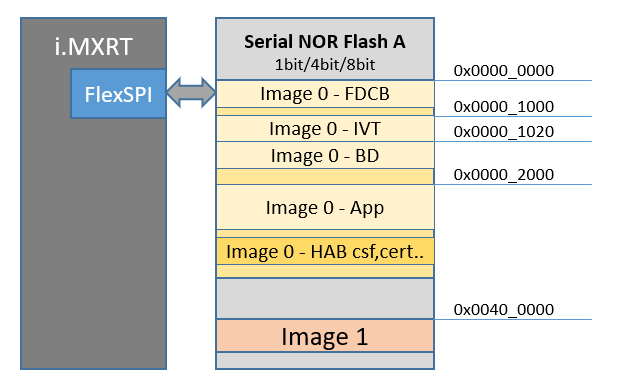 i.MXRT
FlexSPI
Serial NOR Flash A
1bit/4bit/8bit
0x0000_0000
Image 0 - FDCB
0x0000_1000
Image 0 - IVT
0x0000_1020
Image 0 - BD
0x0000_2000
Image 0 - App
Image 0 - HAB csf,cert..
0x0040_0000
Image 1